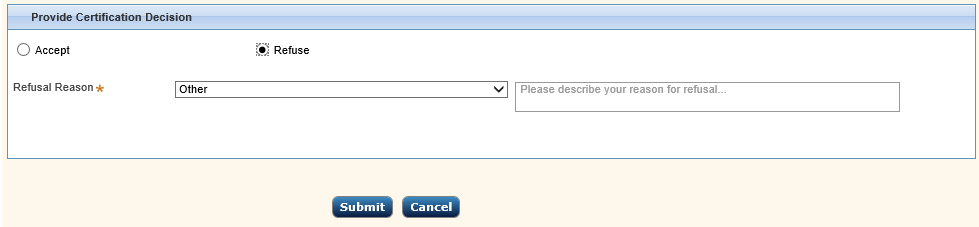 Provide Certification Decision
Accept Refuse
Refusal Reason * Other Please describe your reason for refusal...
Submit Cancel